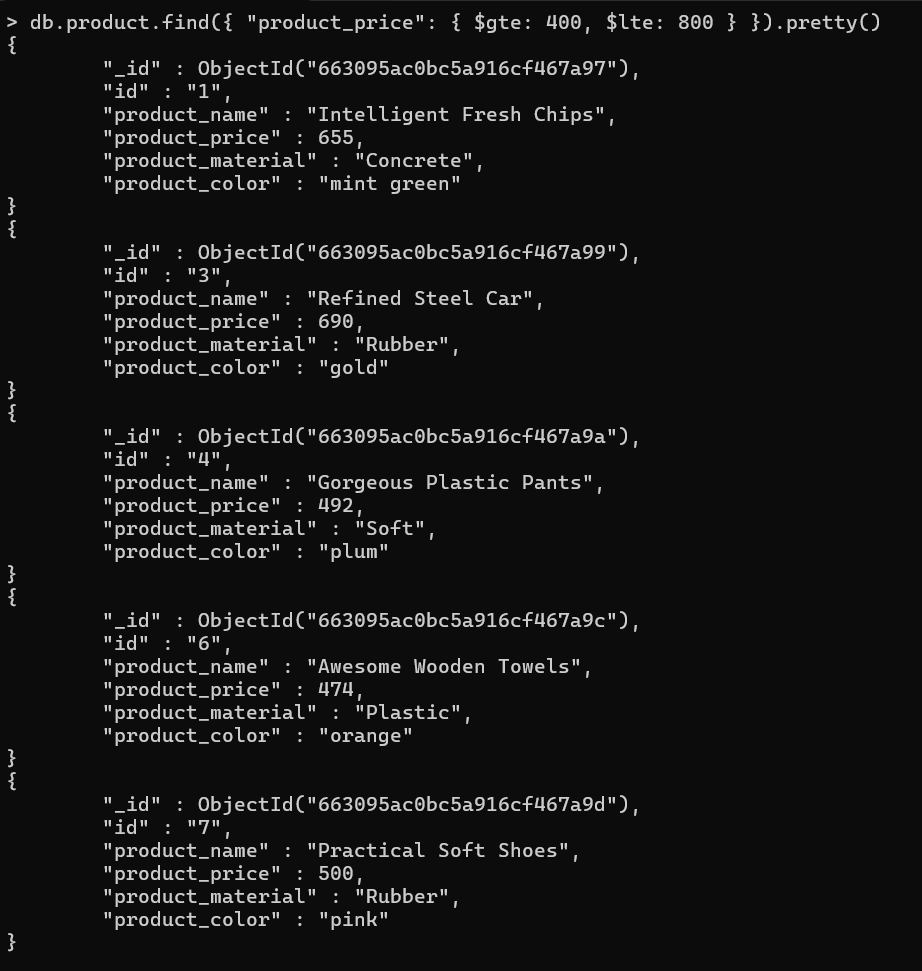 > db.product.find({ "product_price": { $gte: 400, $lte: 800 } }).pretty()
{
        "_id" : ObjectId("663095ac0bc5a916cf467a97"),
        "id" : "1",
        "product_name" : "Intelligent Fresh Chips",
        "product_price" : 655,
        "product_material" : "Concrete",
        "product_color" : "mint green"
}
{
        "_id" : ObjectId("663095ac0bc5a916cf467a99"),
        "id" : "3",
        "product_name" : "Refined Steel Car",
        "product_price" : 690,
        "product_material" : "Rubber",
        "product_color" : "gold"
}
{
        "_id" : ObjectId("663095ac0bc5a916cf467a9a"),
        "id" : "4",
        "product_name" : "Gorgeous Plastic Pants",
        "product_price" : 492,
        "product_material" : "Soft",
        "product_color" : "plum"
}
{
        "_id" : ObjectId("663095ac0bc5a916cf467a9c"),
        "id" : "6",
        "product_name" : "Awesome Wooden Towels",
        "product_price" : 474,
        "product_material" : "Plastic",
        "product_color" : "orange"
}
{
        "_id" : ObjectId("663095ac0bc5a916cf467a9d"),
        "id" : "7",
        "product_name" : "Practical Soft Shoes",
        "product_price" : 500,
        "product_material" : "Rubber",
        "product_color" : "pink"
}